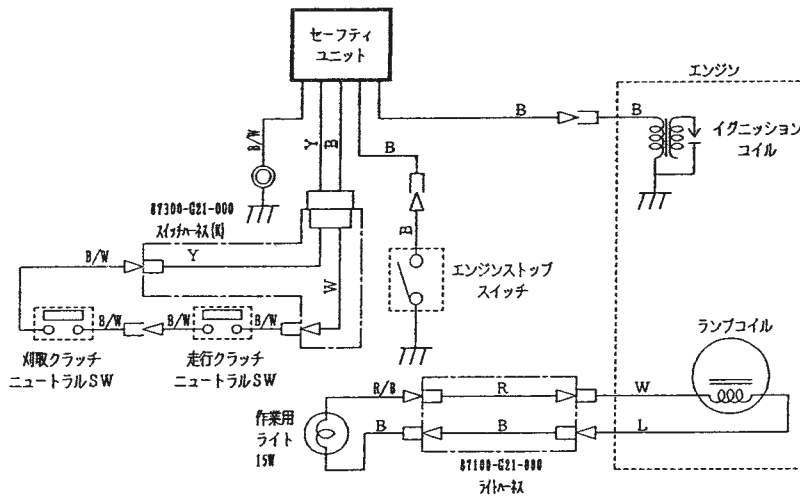 セーフティ
ユニット
エンジン
B
B
イグニッション
コイル
B/W
Y
B
B
87300-G21-000
スイッチハーネス(K)
B/W
Y
B
W
エンジンストップ
スイッチ
B/W
B/W
B/W
刈取クラッチ
ニュートラルSW
走行クラッチ
ニュートラルSW
ランプコイル
R/B
R
W
作業用
ライト
15W
B
B
L
87100-G21-000
ライトハーネス